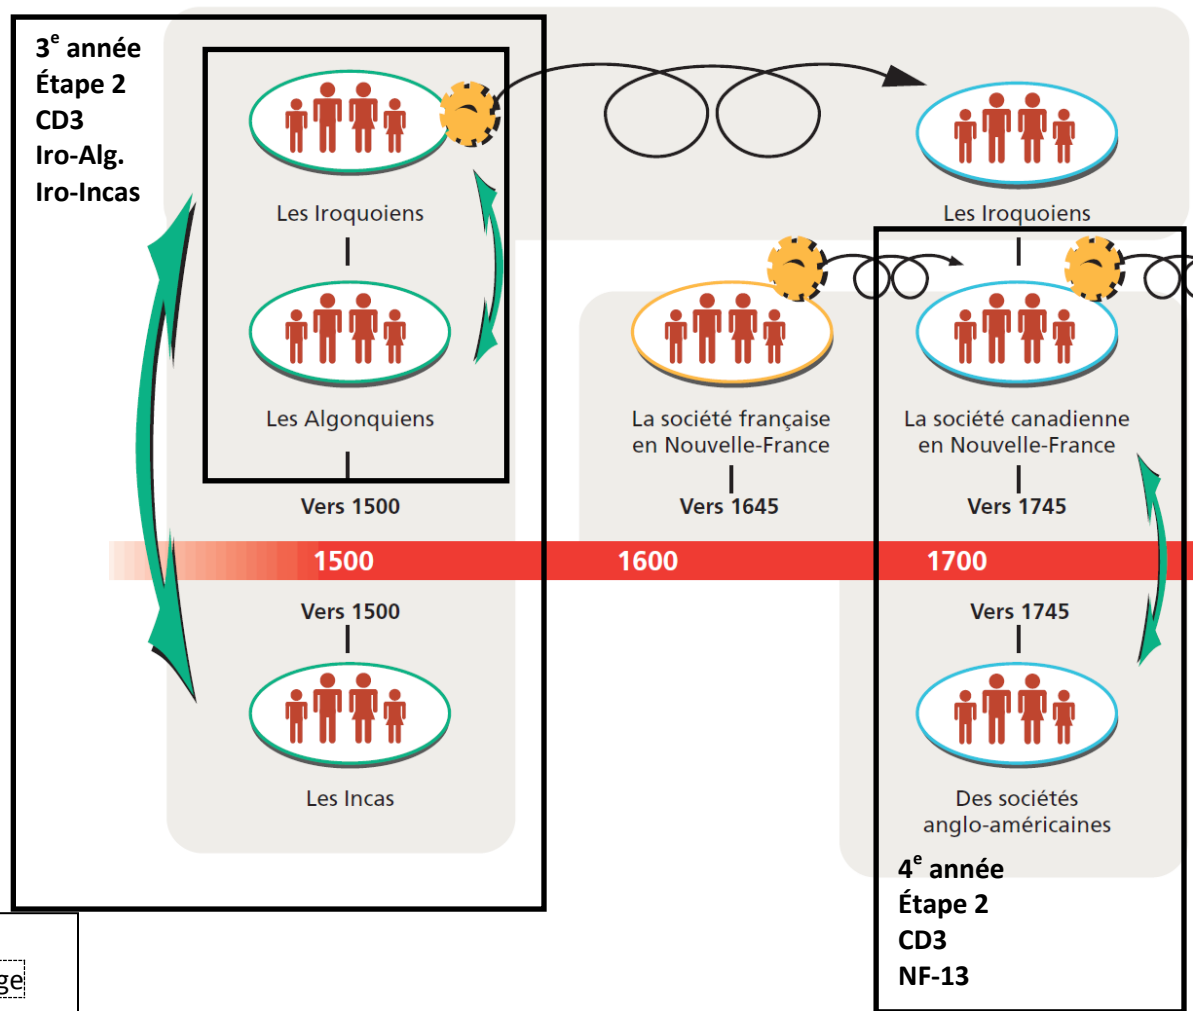 3e année
Étape 2
CD3
Iro-Alg.
Iro-Incas
Les Iroquoiens
Les Iroquoiens
Les Algonquiens
La société française
en Nouvelle-France
La société canadienne
en Nouvelle-France
Vers 1500
Vers 1645
Vers 1745
1500
1600
1700
Vers 1500
Vers 1745
Les Incas
Des sociétés
anglo-américaines
4e année
Étape 2
CD3
NF-13
ge